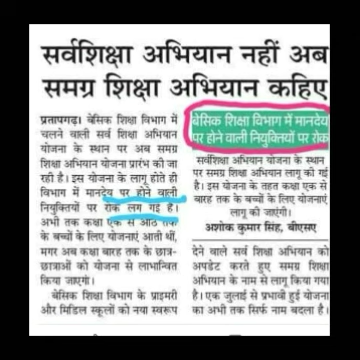 सर्वशिक्षा अभियान नहीं अब
समग्र शिक्षा अभियान कहिए
प्रतापगढ़। बेसिक शिक्षा विभाग में
चलने वाली सर्व शिक्षा अभियान
योजना के स्थान पर अब समग्र
शिक्षा अभियान योजना प्रारंभ की जा
रही है। इस योजना के लागू होते ही
विभाग में मानदेय पर होने वाली
नियुक्तियों पर रोक लग गई है।
अभी तक कक्षा एक से आठ तक
के बच्चों के लिए योजनाएं आती थीं,
मगर अब कक्षा बारह तक के छात्र-
छात्राओं को योजना से लाभान्वित
किया जाएगा।
बेसिक शिक्षा विभाग के प्राइमरी
और मिडिल स्कूलों को नया स्वरूप
बेसिक शिक्षा विभाग में मानदेय
पर होने वाली नियुक्तियों पर रोक
सर्वशिक्षा अभियान योजना के स्थान
पर समग्र शिक्षा अभियान लागू की गई
है। इस योजना के तहत कक्षा एक से
बारह तक के बच्चों के लिए योजनाएं
लागू की जाएंगी।
अशोक कुमार सिंह, बीएसए
देने वाले सर्व शिक्षा अभियान को
अपडेट करते हुए समग्र शिक्षा
अभियान के नाम से लागू किया गया
है। एक जुलाई से प्रभावी हुई योजना
का अभी तक सिर्फ नाम बदला है।